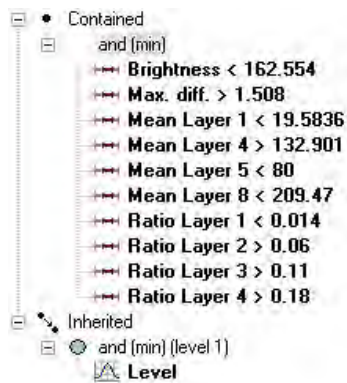 Contained
and (min)
Brightness < 162.554
Max. diff. > 1.508
Mean Layer 1 < 19.5836
Mean Layer 4 > 132.901
Mean Layer 5 < 80
Mean Layer 8 < 209.47
Ratio Layer 1 < 0.014
Ratio Layer 2 > 0.06
Ratio Layer 3 > 0.11
Ratio Layer 4 > 0.18
Inherited
and (min) (level 1)
Level